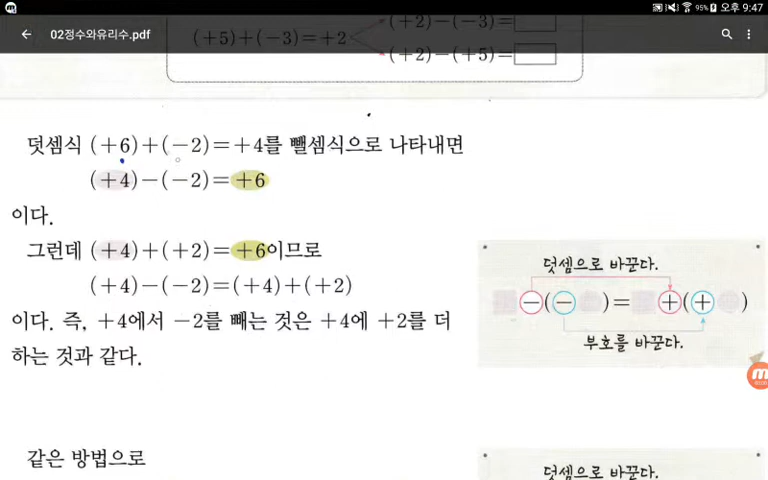 95% 오후 9:47
02정수와유리수.pdf
(+5)+(−3)=+2
(+2)−(−3)=
(+2)−(+5)=
덧셈식 (+6)+(−2)=+4를 뺄셈식으로 나타내면
(+4)−(−2)=+6
이다.
그런데 (+4)+(+2)=+6이므로
(+4)−(−2)=(+4)+(+2)
이다. 즉, +4에서 −2를 빼는 것은 +4에 +2를 더
하는 것과 같다.
덧셈으로 바꾼다.
−(− )= +(+ )
부호를 바꾼다.
00:00
같은 방법으로
덧셈으로 바꾼다.